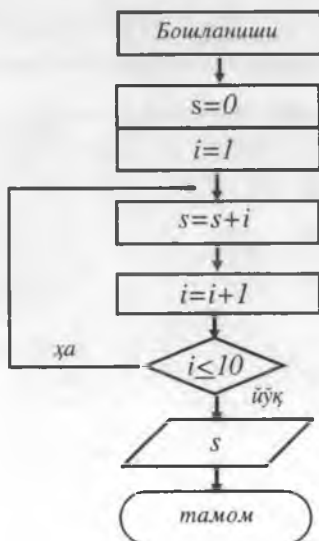 Бошланиши
s=0
i=1
s=s+i
i=i+1
ҳа
i≤10
йўқ
s
тамом